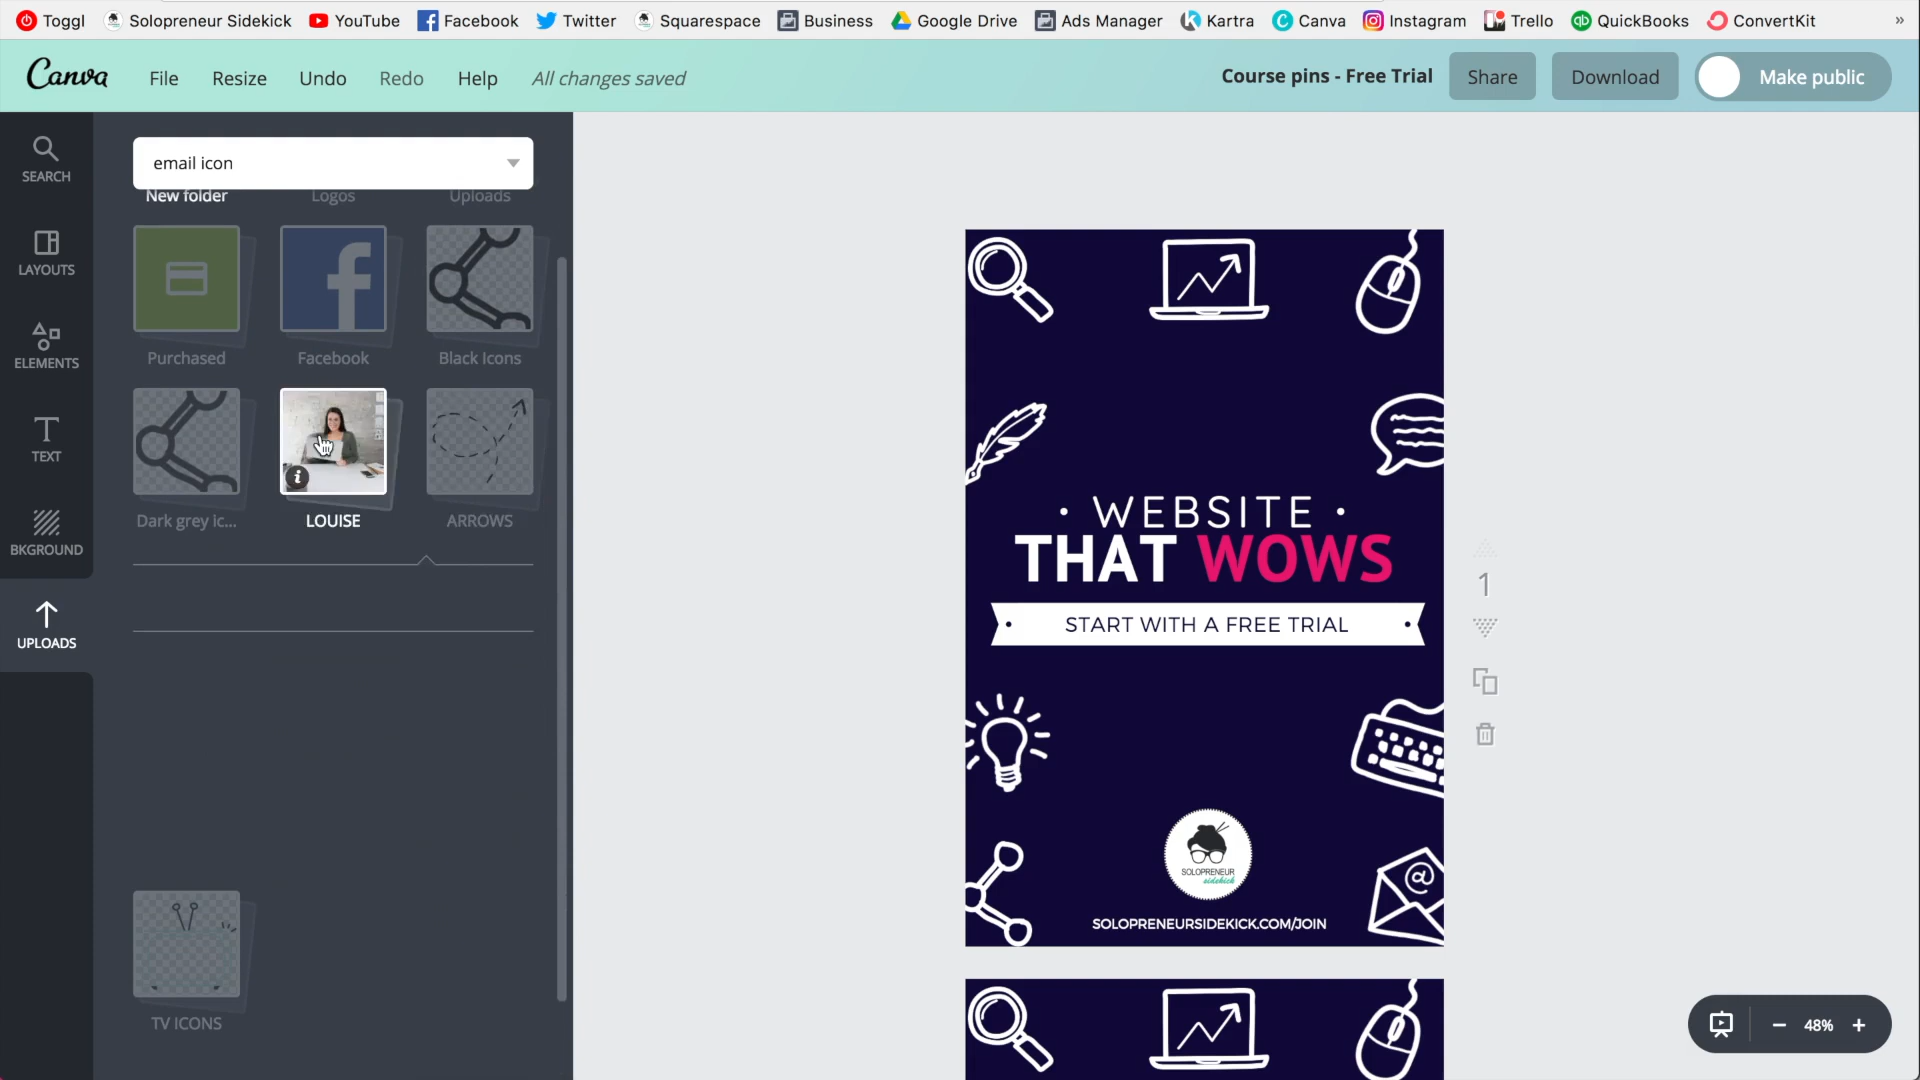 Toggl Solopreneur Sidekick YouTube Facebook Twitter Squarespace Business Google Drive Ads Manager Kartra Canva Instagram Trello QuickBooks ConvertKit »
Canva File Resize Undo Redo Help All changes saved Course pins - Free Trial Share Download Make public
SEARCH
LAYOUTS
ELEMENTS
TEXT
BKGROUND
UPLOADS
email icon
New folder Logos Uploads
Purchased Facebook Black Icons
Dark grey ic... LOUISE ARROWS
TV ICONS
• WEBSITE •
THAT WOWS
• START WITH A FREE TRIAL •
@
SOLOPRENEUR
sidekick
SOLOPRENEURSIDEKICK.COM/JOIN
1
− 48% +